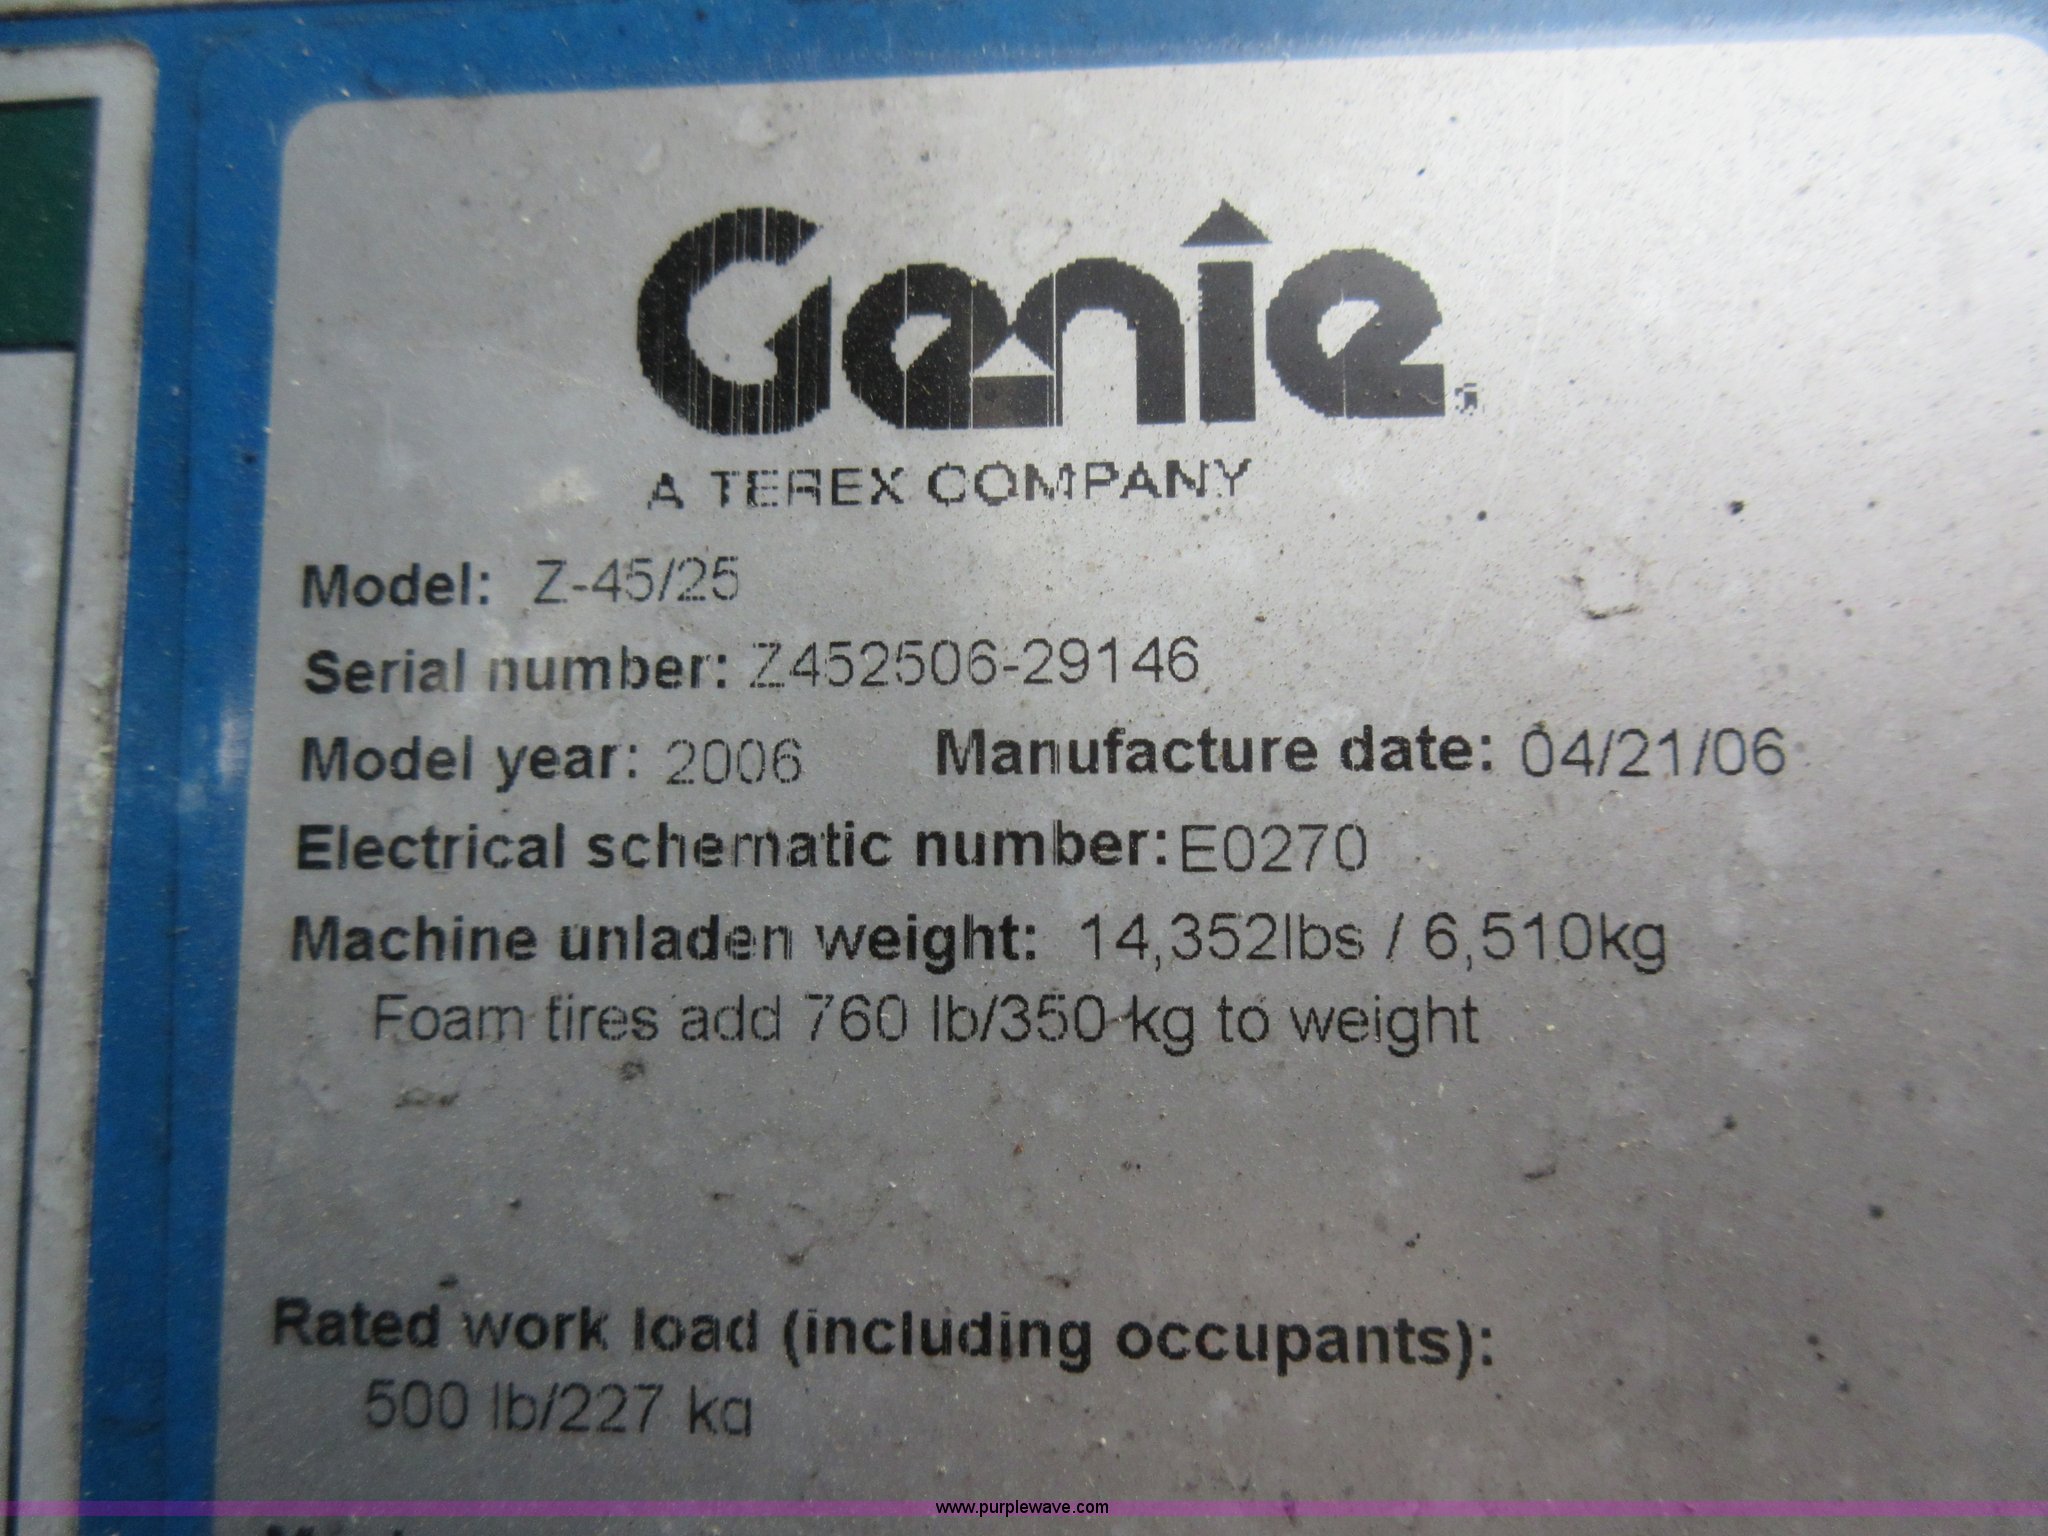 Genie
A TEREX COMPANY
Model: Z-45/25
Serial number: Z452506-29146
Model year: 2006 Manufacture date: 04/21/06
Electrical schematic number: E0270
Machine unladen weight: 14,352lbs / 6,510kg
Foam tires add 760 lb/350 kg to weight
Rated work load (including occupants):
500 lb/227 kg
www.purplewave.com